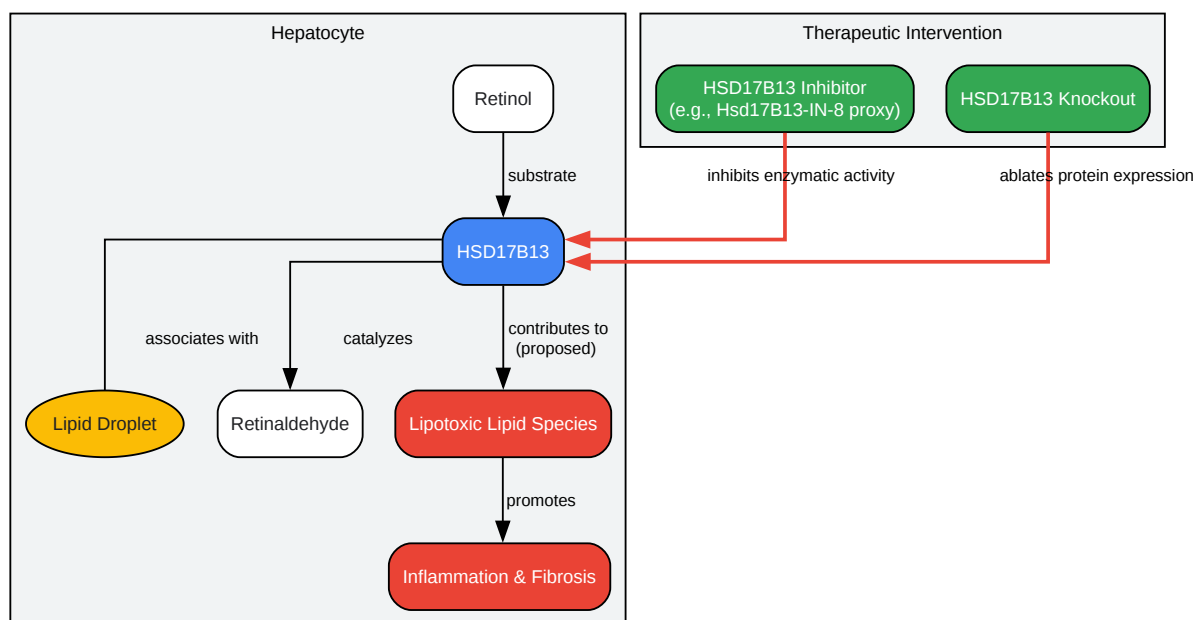 Hepatocyte
Therapeutic Intervention
Retinol
HSD17B13 Inhibitor
(e.g., Hsd17B13-IN-8 proxy)
HSD17B13 Knockout
substrate
inhibits enzymatic activity
ablates protein expression
HSD17B13
associates with
catalyzes
contributes to
(proposed)
Lipid Droplet
Retinaldehyde
Lipotoxic Lipid Species
promotes
Inflammation & Fibrosis